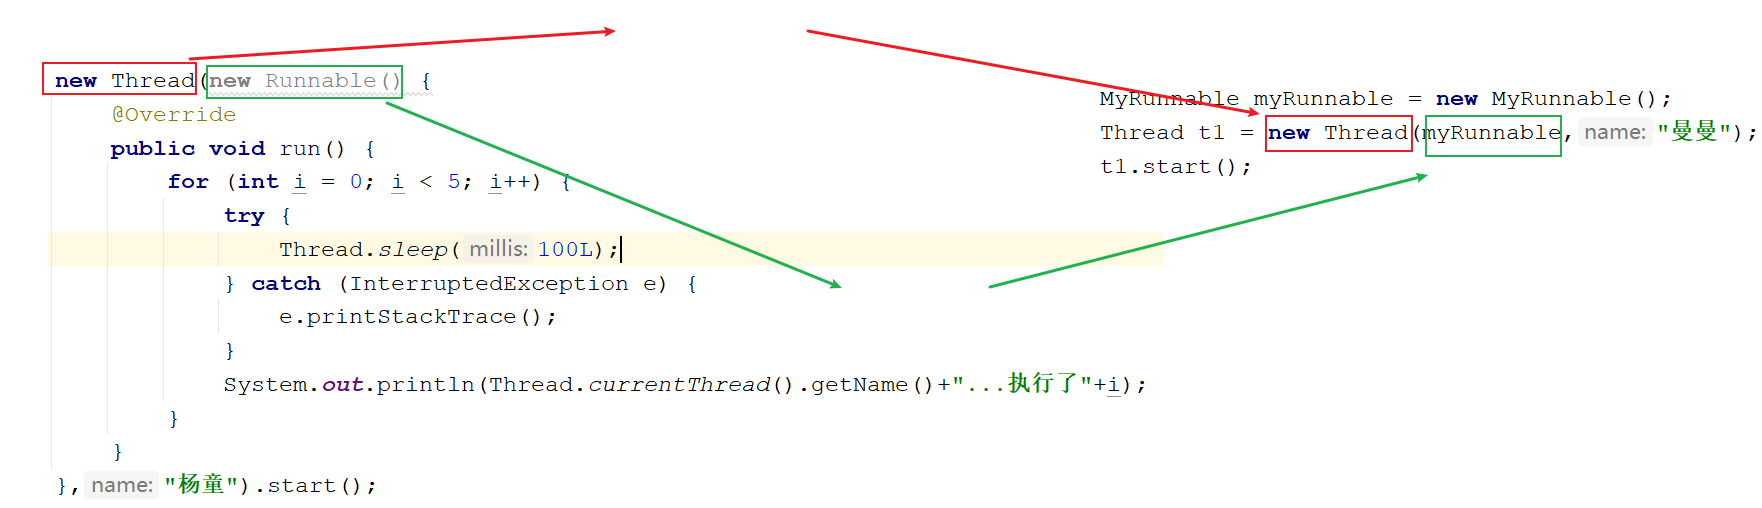 new Thread(new Runnable() {
@Override
public void run() {
for (int i = 0; i < 5; i++) {
try {
Thread.sleep( millis: 100L);
} catch (InterruptedException e) {
e.printStackTrace();
}
System.out.println(Thread.currentThread().getName()+"...执行了"+i);
}
}
}, name: "杨童").start();
MyRunnable myRunnable = new MyRunnable();
Thread t1 = new Thread(myRunnable, name: "曼曼");
t1.start();